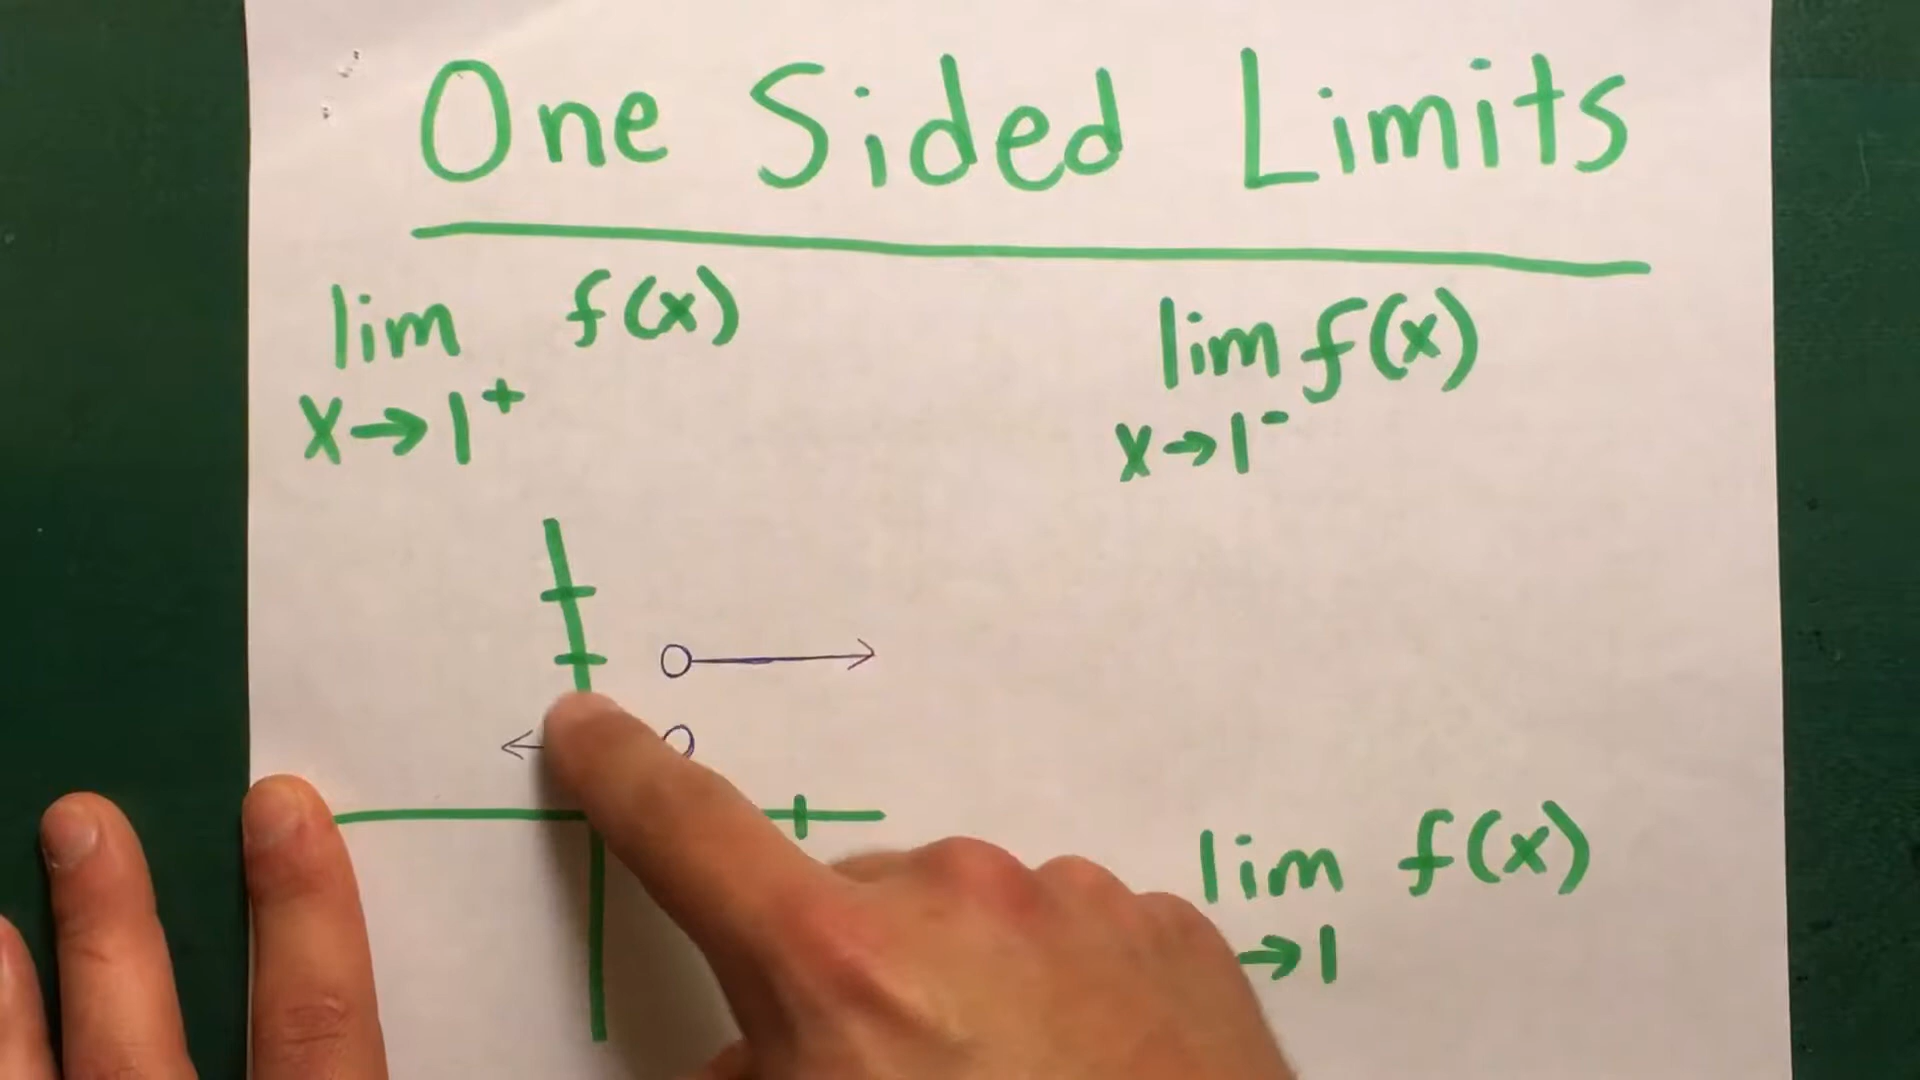 One Sided Limits
lim f(x)
x→1⁺
lim f(x)
x→1⁻
lim f(x)
→1